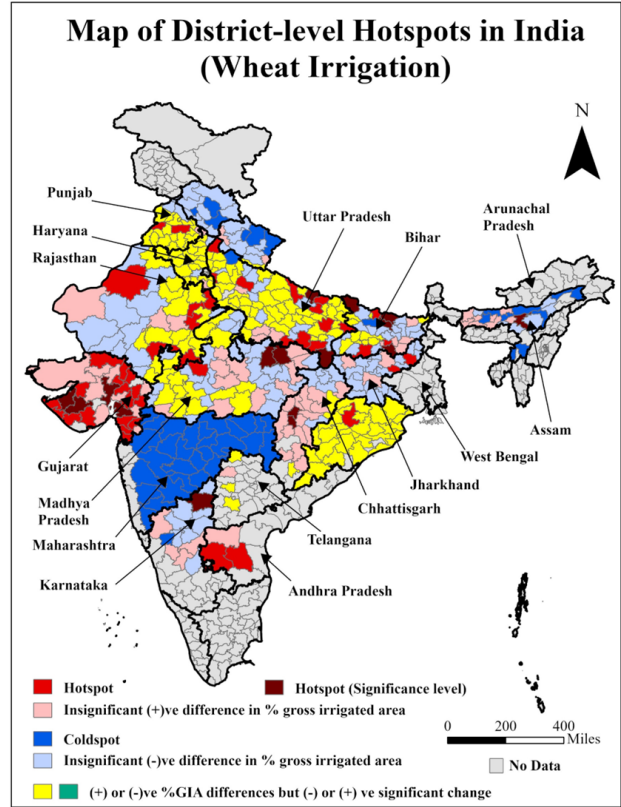 Map of District-level Hotspots in India
(Wheat Irrigation)
N
Punjab
Haryana
Rajasthan
Uttar Pradesh
Bihar
Arunachal
Pradesh
Gujarat
Madhya
Pradesh
Maharashtra
Karnataka
Assam
West Bengal
Jharkhand
Chhattisgarh
Telangana
Andhra Pradesh
Hotspot
Hotspot (Significance level)
Insignificant (+)ve difference in % gross irrigated area
Coldspot
Insignificant (-)ve difference in % gross irrigated area
(+) or (-)ve %GIA differences but (-) or (+) ve significant change
0 200 400
Miles
No Data